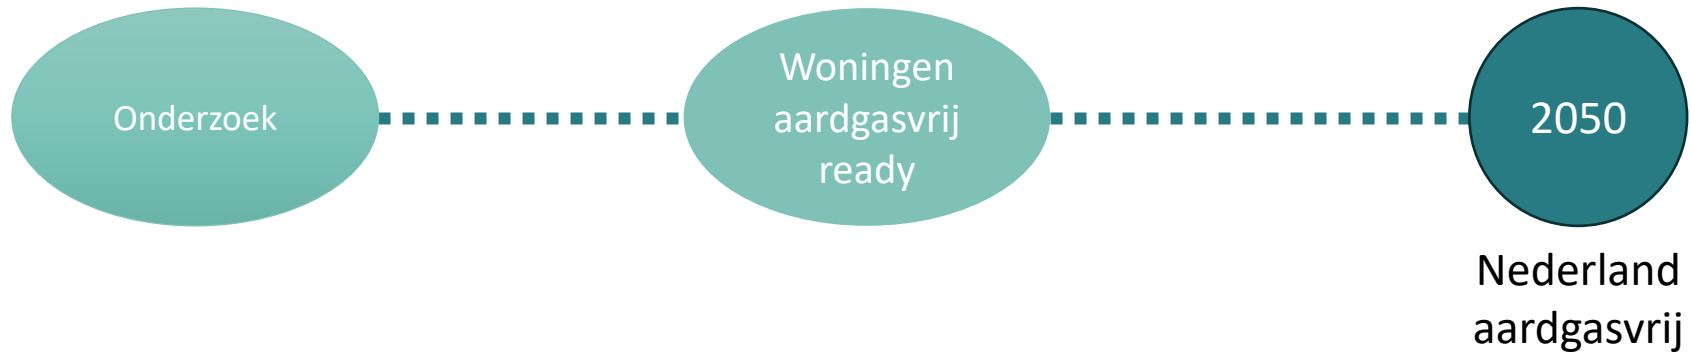 Onderzoek
Woningen
aardgasvrij
ready
2050
Nederland
aardgasvrij